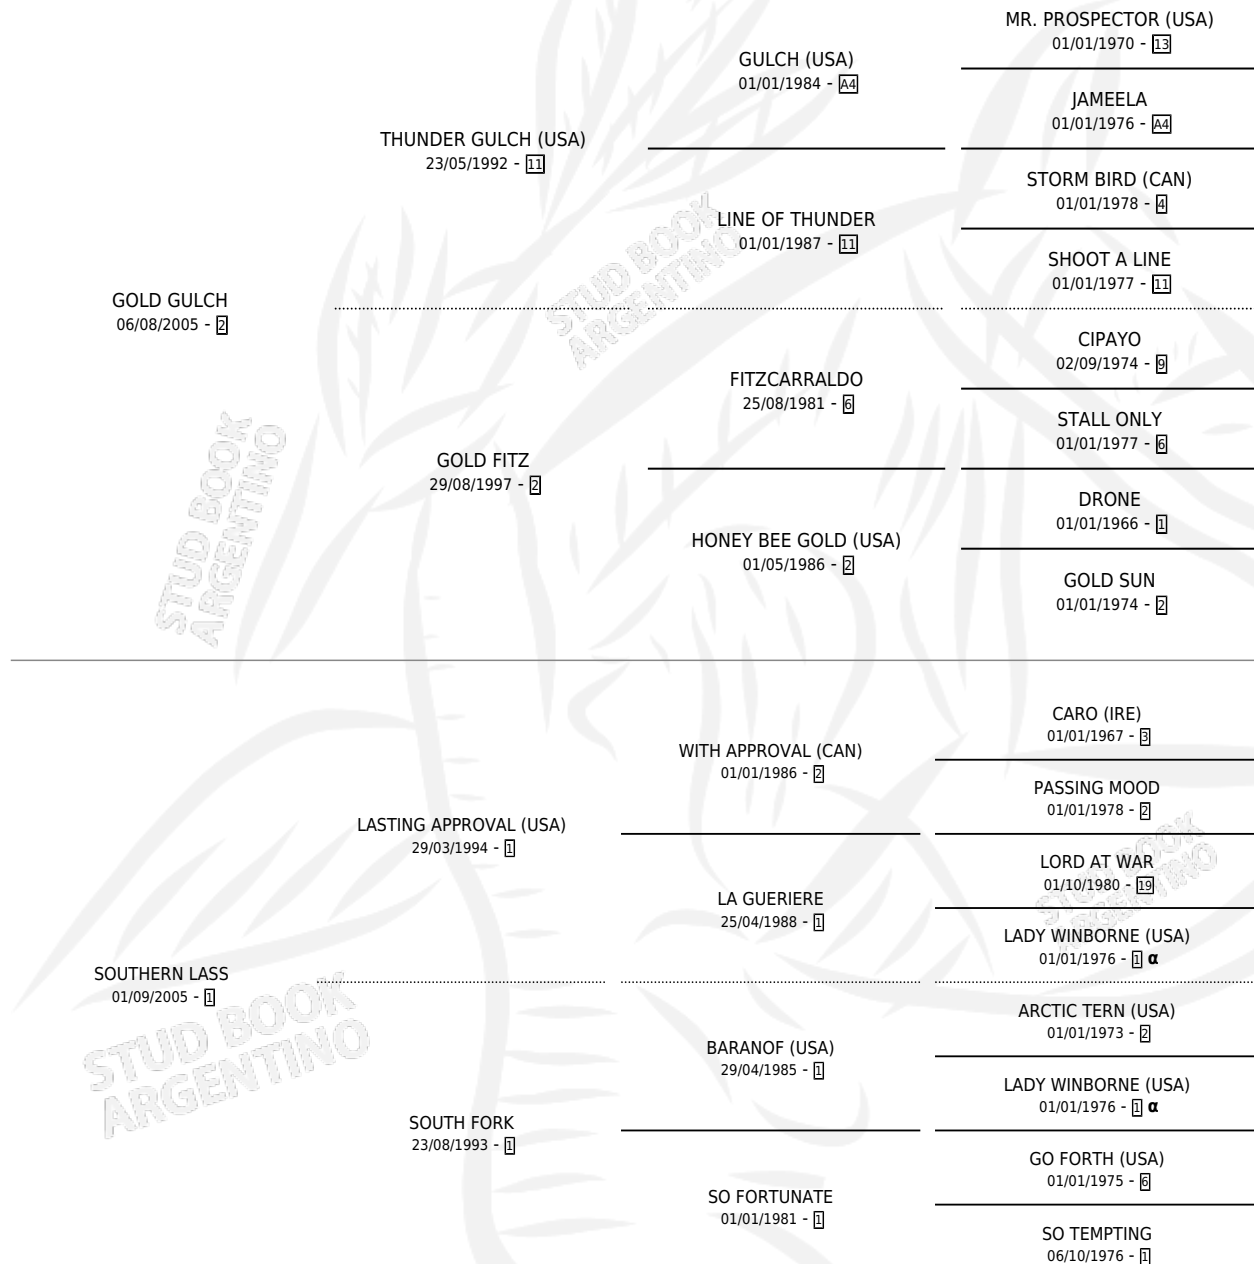 MR. PROSPECTOR (USA)
01/01/1970 - 13
GULCH (USA)
01/01/1984 - A4
JAMEELA
01/01/1976 - A4
THUNDER GULCH (USA)
23/05/1992 - 11
STORM BIRD (CAN)
01/01/1978 - 4
LINE OF THUNDER
01/01/1987 - 11
SHOOT A LINE
01/01/1977 - 11
GOLD GULCH
06/08/2005 - 2
CIPAYO
02/09/1974 - 9
FITZCARRALDO
25/08/1981 - 6
STALL ONLY
01/01/1977 - 6
GOLD FITZ
29/08/1997 - 2
DRONE
01/01/1966 - 1
HONEY BEE GOLD (USA)
01/05/1986 - 2
GOLD SUN
01/01/1974 - 2
CARO (IRE)
01/01/1967 - 3
WITH APPROVAL (CAN)
01/01/1986 - 2
PASSING MOOD
01/01/1978 - 2
LASTING APPROVAL (USA)
29/03/1994 - 1
LORD AT WAR
01/10/1980 - 19
LA GUERIERE
25/04/1988 - 1
LADY WINBORNE (USA)
01/01/1976 - 1 α
SOUTHERN LASS
01/09/2005 - 1
ARCTIC TERN (USA)
01/01/1973 - 2
BARANOF (USA)
29/04/1985 - 1
LADY WINBORNE (USA)
01/01/1976 - 1 α
SOUTH FORK
23/08/1993 - 1
GO FORTH (USA)
01/01/1975 - 6
SO FORTUNATE
01/01/1981 - 1
SO TEMPTING
06/10/1976 - 1
STUD BOOK
ARGENTINO
STUD BOOK
ARGENTINO
STUD BOOK
ARGENTINO
STUD BOOK
ARGENTINO